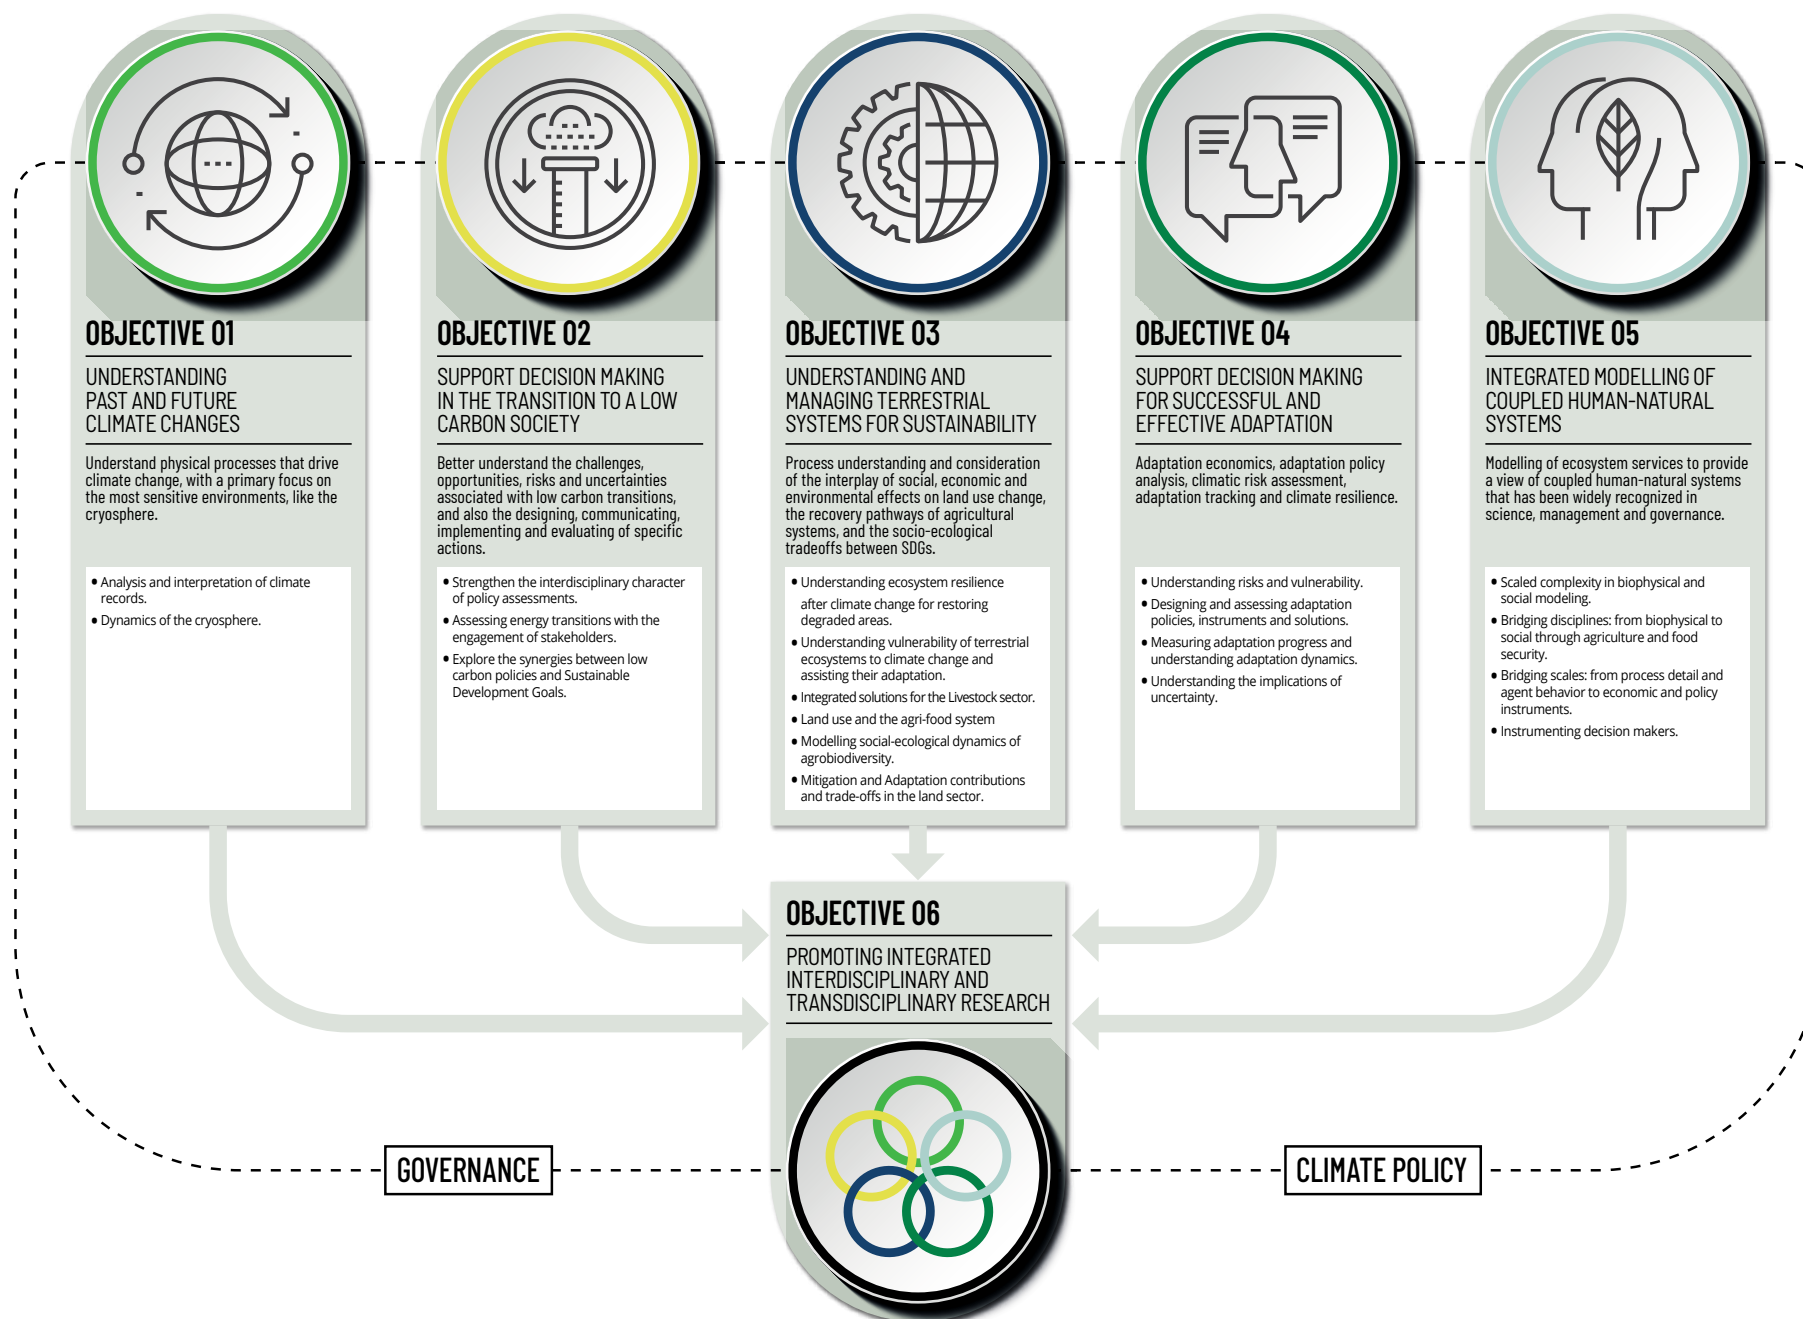 OBJECTIVE 01
UNDERSTANDING
PAST AND FUTURE
CLIMATE CHANGES
Understand physical processes that drive
climate change, with a primary focus on
the most sensitive environments, like the
cryosphere.
• Analysis and interpretation of climate
records.
• Dynamics of the cryosphere.
OBJECTIVE 02
SUPPORT DECISION MAKING
IN THE TRANSITION TO A LOW
CARBON SOCIETY
Better understand the challenges,
opportunities, risks and uncertainties
associated with low carbon transitions,
and also the designing, communicating,
implementing and evaluating of specific
actions.
• Strengthen the interdisciplinary character
of policy assessments.
• Assessing energy transitions with the
engagement of stakeholders.
• Explore the synergies between low
carbon policies and Sustainable
Development Goals.
OBJECTIVE 03
UNDERSTANDING AND
MANAGING TERRESTRIAL
SYSTEMS FOR SUSTAINABILITY
Process understanding and consideration
of the interplay of social, economic and
environmental effects on land use change,
the recovery pathways of agricultural
systems, and the socio-ecological
tradeoffs between SDGs.
• Understanding ecosystem resilience
after climate change for restoring
degraded areas.
• Understanding vulnerability of terrestrial
ecosystems to climate change and
assisting their adaptation.
• Integrated solutions for the Livestock sector.
• Land use and the agri-food system
• Modelling social-ecological dynamics of
agrobiodiversity.
• Mitigation and Adaptation contributions
and trade-offs in the land sector.
OBJECTIVE 04
SUPPORT DECISION MAKING
FOR SUCCESSFUL AND
EFFECTIVE ADAPTATION
Adaptation economics, adaptation policy
analysis, climatic risk assessment,
adaptation tracking and climate resilience.
• Understanding risks and vulnerability.
• Designing and assessing adaptation
policies, instruments and solutions.
• Measuring adaptation progress and
understanding adaptation dynamics.
• Understanding the implications of
uncertainty.
OBJECTIVE 05
INTEGRATED MODELLING OF
COUPLED HUMAN-NATURAL
SYSTEMS
Modelling of ecosystem services to provide
a view of coupled human-natural systems
that has been widely recognized in
science, management and governance.
• Scaled complexity in biophysical and
social modeling.
• Bridging disciplines: from biophysical to
social through agriculture and food
security.
• Bridging scales: from process detail and
agent behavior to economic and policy
instruments.
• Instrumenting decision makers.
OBJECTIVE 06
PROMOTING INTEGRATED
INTERDISCIPLINARY AND
TRANSDISCIPLINARY RESEARCH
GOVERNANCE
CLIMATE POLICY